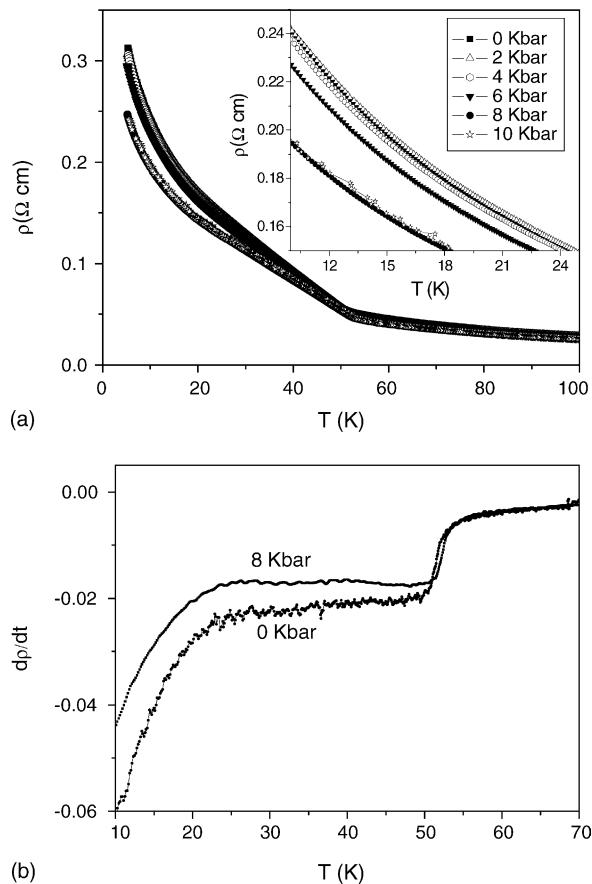 0.3
0.2
0.1
0.0
ρ(Ω cm)
0 20 40 60 80 100
T (K)
(a)
0.24
0.22
0.20
0.18
0.16
ρ(Ω cm)
12 15 18 21 24
T (K)
0 Kbar
2 Kbar
4 Kbar
6 Kbar
8 Kbar
10 Kbar
0.00
-0.02
-0.04
-0.06
dρ/dt
8 Kbar
0 Kbar
10 20 30 40 50 60 70
T (K)
(b)